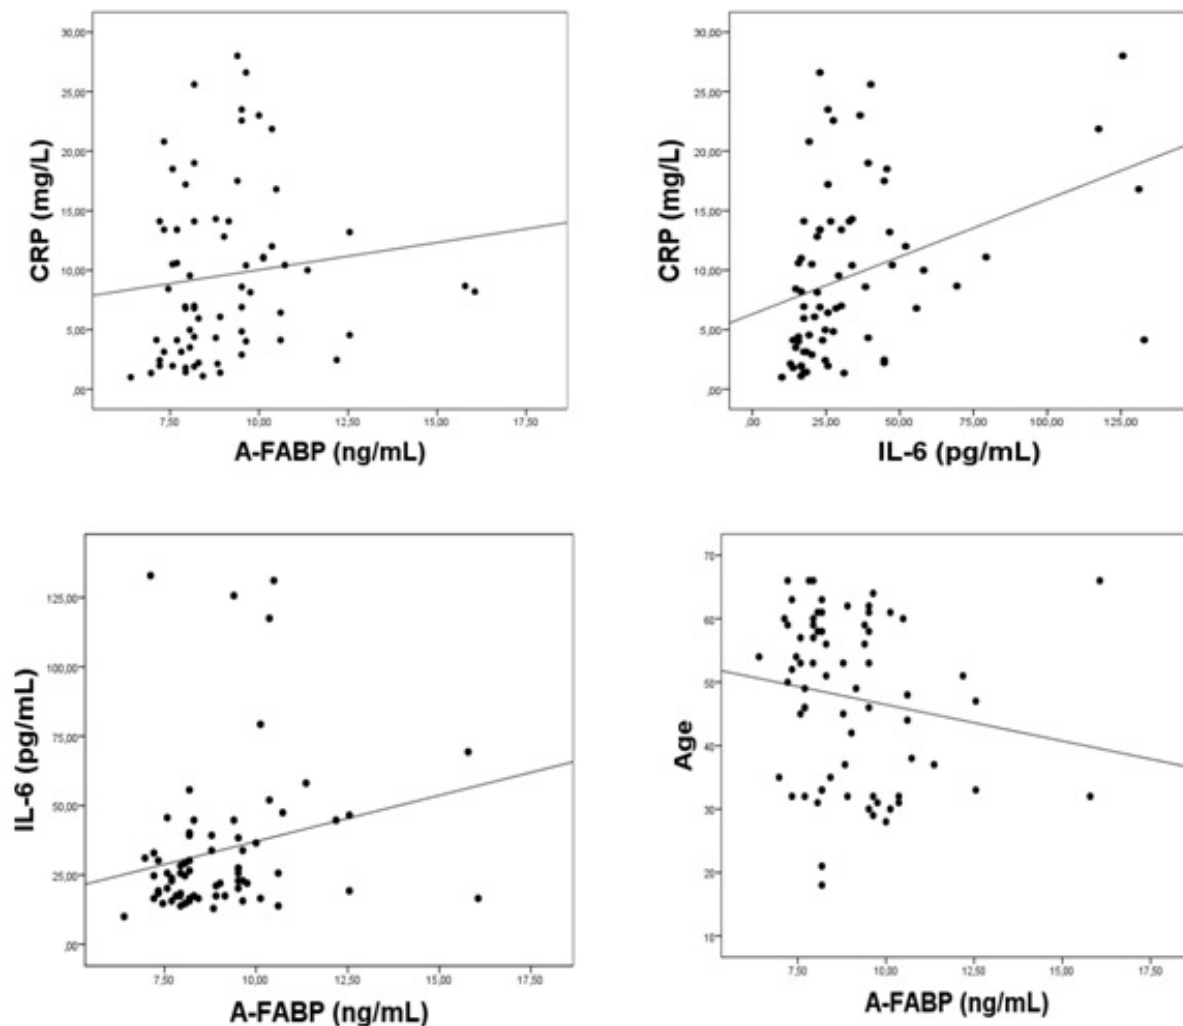 30,00
25,00
20,00
15,00
10,00
5,00
,00
CRP (mg/L)
7,50 10,00 12,50 15,00 17,50
A-FABP (ng/mL)
30,00
25,00
20,00
15,00
10,00
5,00
,00
CRP (mg/L)
,00 25,00 50,00 75,00 100,00 125,00
IL-6 (pg/mL)
125,00
100,00
75,00
50,00
25,00
,00
IL-6 (pg/mL)
7,50 10,00 12,50 15,00 17,50
A-FABP (ng/mL)
70
60
50
40
30
20
10
Age
7,50 10,00 12,50 15,00 17,50
A-FABP (ng/mL)